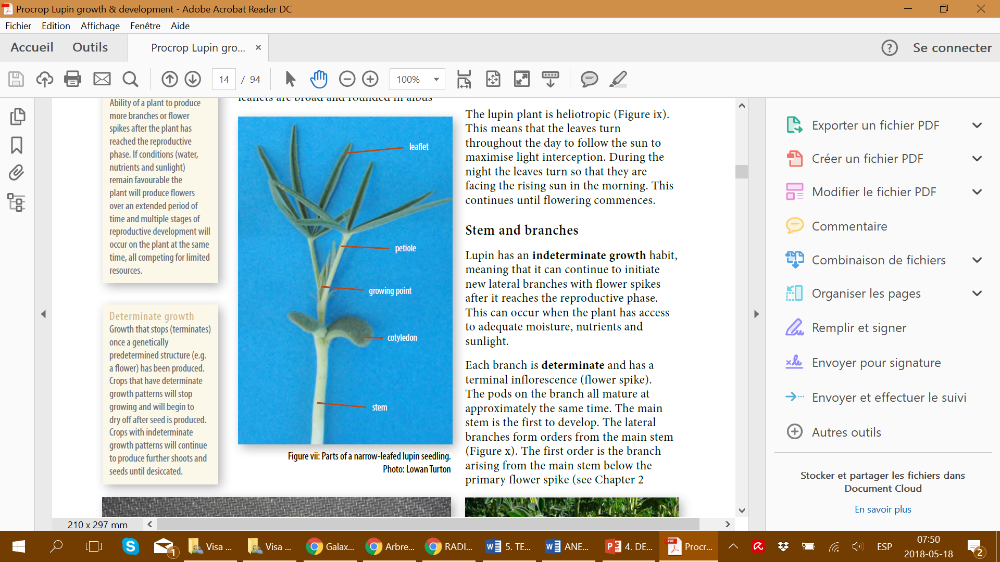 Procrop Lupin growth & development - Adobe Acrobat Reader DC
Fichier Edition Affichage Fenêtre Aide
Accueil Outils Procrop Lupin gro... × ? Se connecter
14 / 94 100%
Ability of a plant to produce
more branches or flower
spikes after the plant has
reached the reproductive
phase. If conditions (water,
nutrients and sunlight)
remain favourable the
plant will produce flowers
over an extended period of
time and multiple stages of
reproductive development will
occur on the plant at the same
time, all competing for limited
resources.
Determinate growth
Growth that stops (terminates)
once a genetically
predetermined structure (e.g.
a flower) has been produced.
Crops that have determinate
growth patterns will stop
growing and will begin to
dry off after seed is produced.
Crops with indeterminate
growth patterns will continue
to produce further shoots and
seeds until desiccated.
leaflets are broad and rounded in albus
leaflet
petiole
growing point
cotyledon
stem
Figure vii: Parts of a narrow-leafed lupin seedling.
Photo: Lowan Turton
The lupin plant is heliotropic (Figure ix).
This means that the leaves turn
throughout the day to follow the sun to
maximise light interception. During the
night the leaves turn so that they are
facing the rising sun in the morning. This
continues until flowering commences.
Stem and branches
Lupin has an indeterminate growth habit,
meaning that it can continue to initiate
new lateral branches with flower spikes
after it reaches the reproductive phase.
This can occur when the plant has access
to adequate moisture, nutrients and
sunlight.
Each branch is determinate and has a
terminal inflorescence (flower spike).
The pods on the branch all mature at
approximately the same time. The main
stem is the first to develop. The lateral
branches form orders from the main stem
(Figure x). The first order is the branch
arising from the main stem below the
primary flower spike (see Chapter 2
Exporter un fichier PDF
Créer un fichier PDF
Modifier le fichier PDF
Commentaire
Combinaison de fichiers
Organiser les pages
Remplir et signer
Envoyer pour signature
Envoyer et effectuer le suivi
Autres outils
Stocker et partager les fichiers dans
Document Cloud
En savoir plus
210 x 297 mm
1 Visa ... Visa ... Galax... Arbre... RADI... 5. TE... ANE... 4. DE... Procr... ESP 07:50
2018-05-18 2